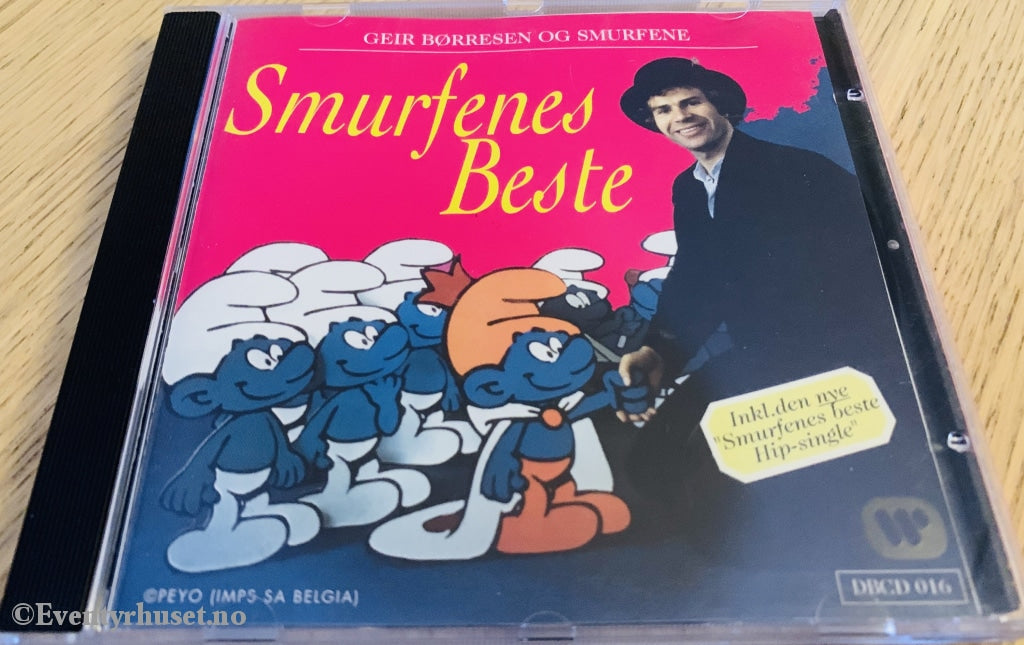 GEIR BØRRESEN OG SMURFENE
Smurfenes
Beste
Inkl.den nye
"Smurfenes beste
Hip-single"
©PEYO (IMPS SA BELGIA)
DBCD 016
©Eventyrhuset.no